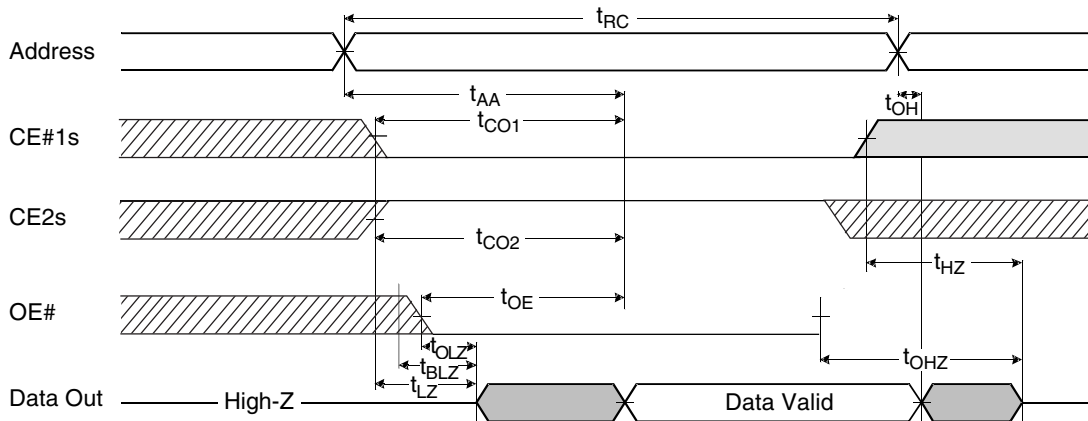 tRC
Address
tAA
tOH
CE#1s
tCO1
CE2s
tCO2
tHZ
OE#
tOE
tOLZ
tOHZ
tBLZ
tLZ
Data Out
High-Z
Data Valid